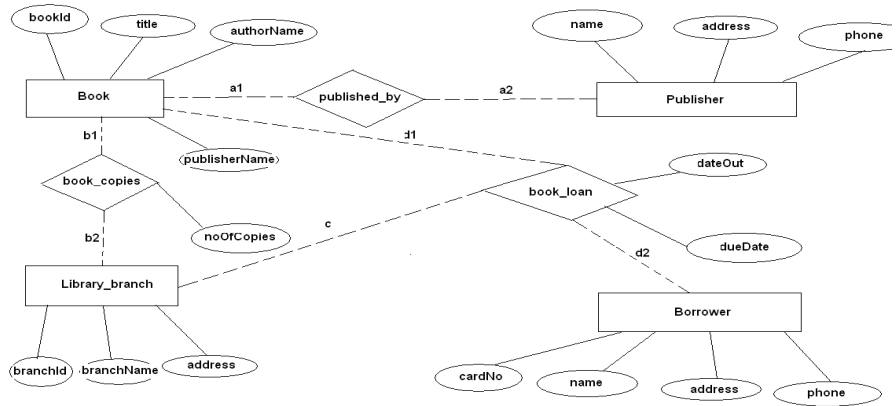 bookId
title
authorName
name
address
phone
Book
a1
published_by
a2
Publisher
b1
d1
publisherName
book_copies
dateOut
book_loan
noOfCopies
c
b2
dueDate
d2
Library_branch
Borrower
branchId
branchName
address
cardNo
name
address
phone